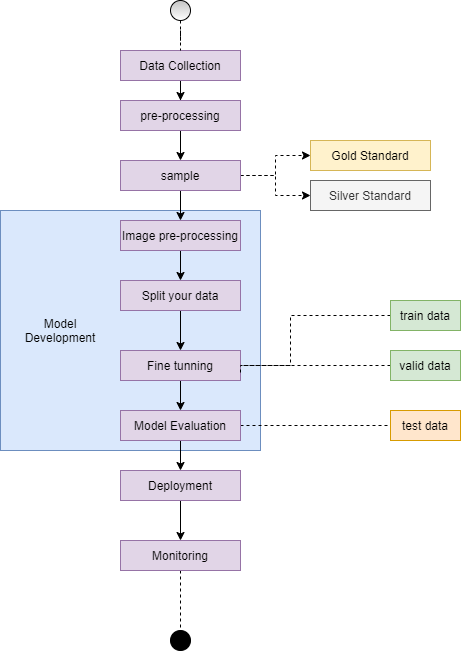 Data Collection
pre-processing
sample
Gold Standard
Silver Standard
Image pre-processing
Split your data
Model
Development
train data
Fine tunning
valid data
Model Evaluation
test data
Deployment
Monitoring